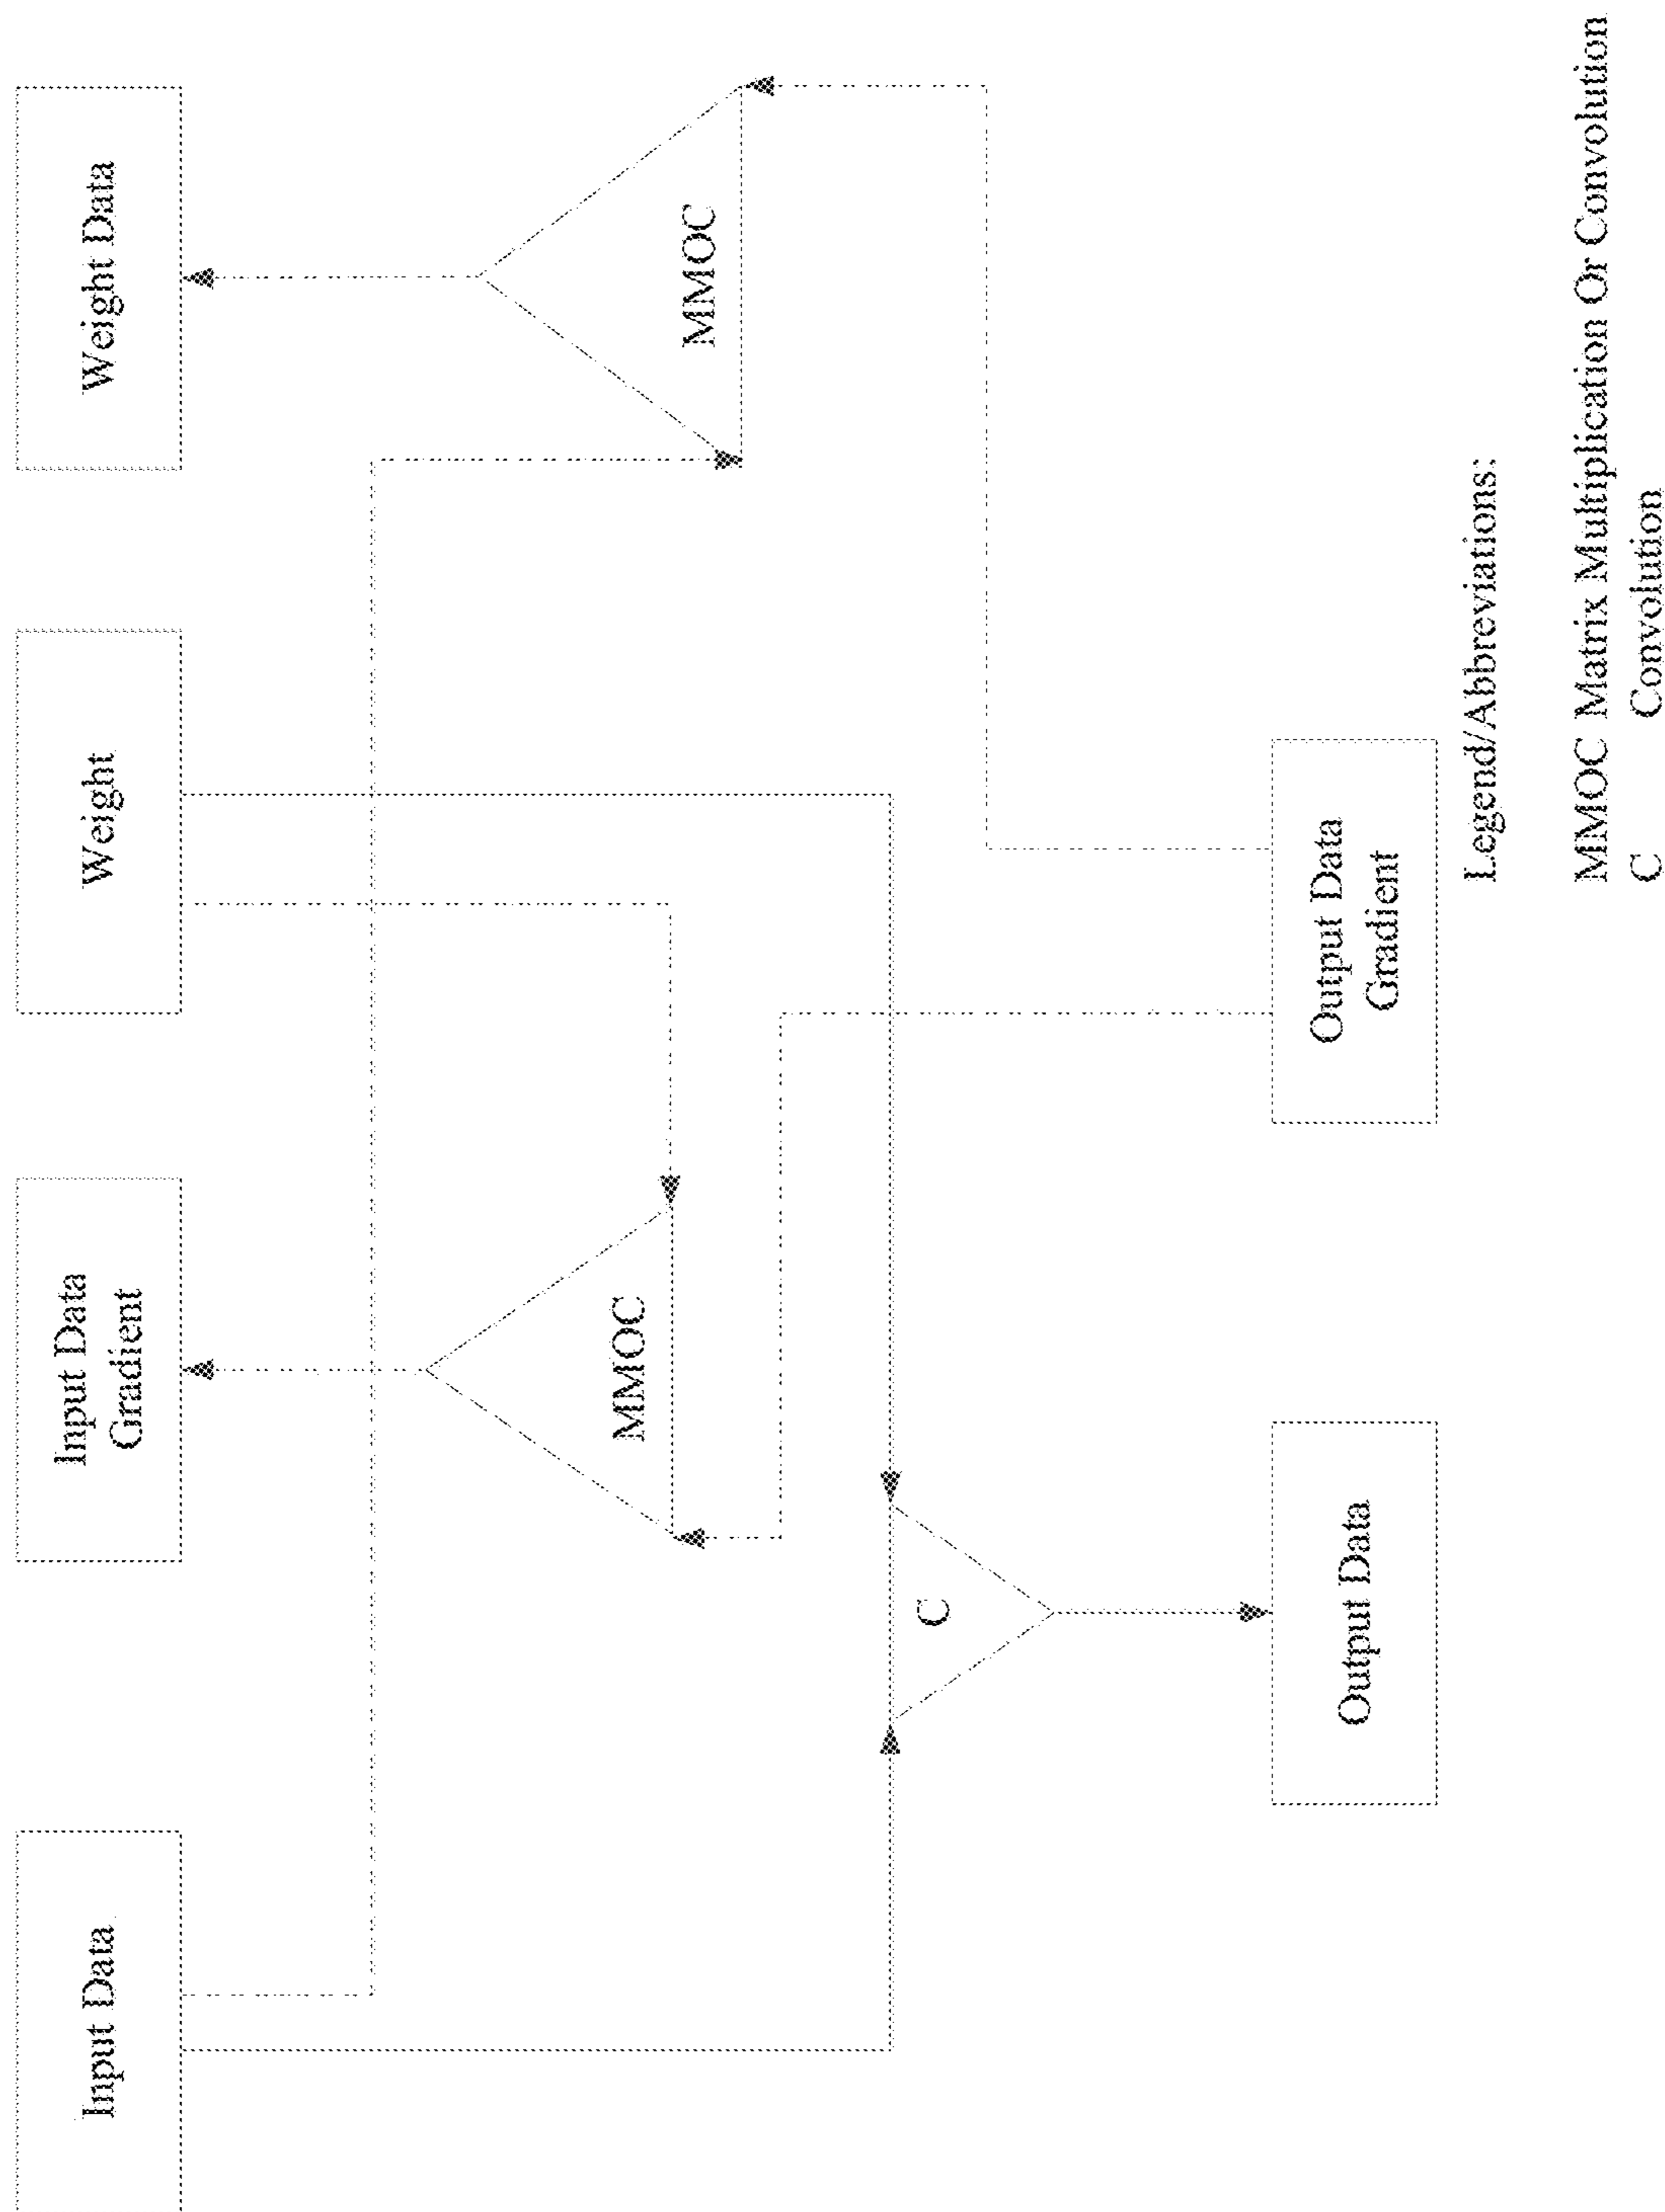 Input Data
Input Data
Gradient
Weight
Weight Data
MMOC
MMOC
C
Output Data
Output Data
Gradient
Legend/Abbreviations:
MMOC Matrix Multiplication Or Convolution
C Convolution